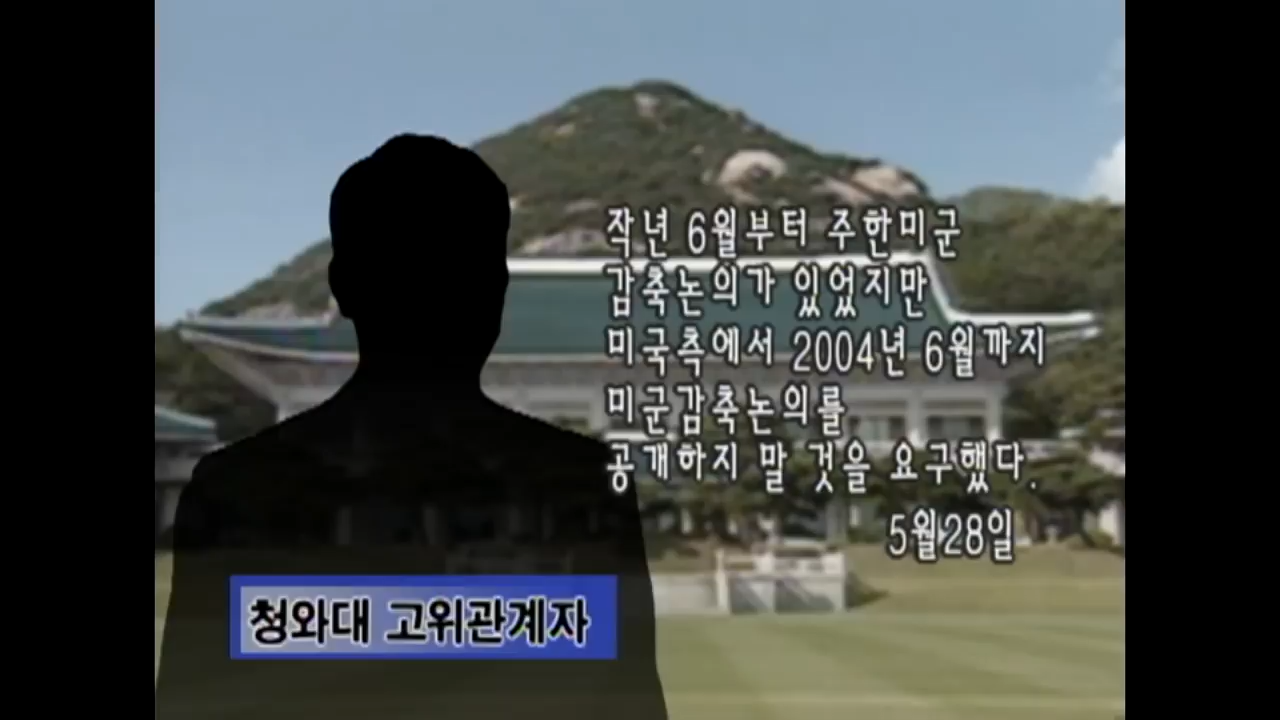 작년 6월부터 주한미군
감축논의가 있었지만
미국측에서 2004년 6월까지
미군감축논의를
공개하지 말 것을 요구했다.
5월28일
청와대 고위관계자